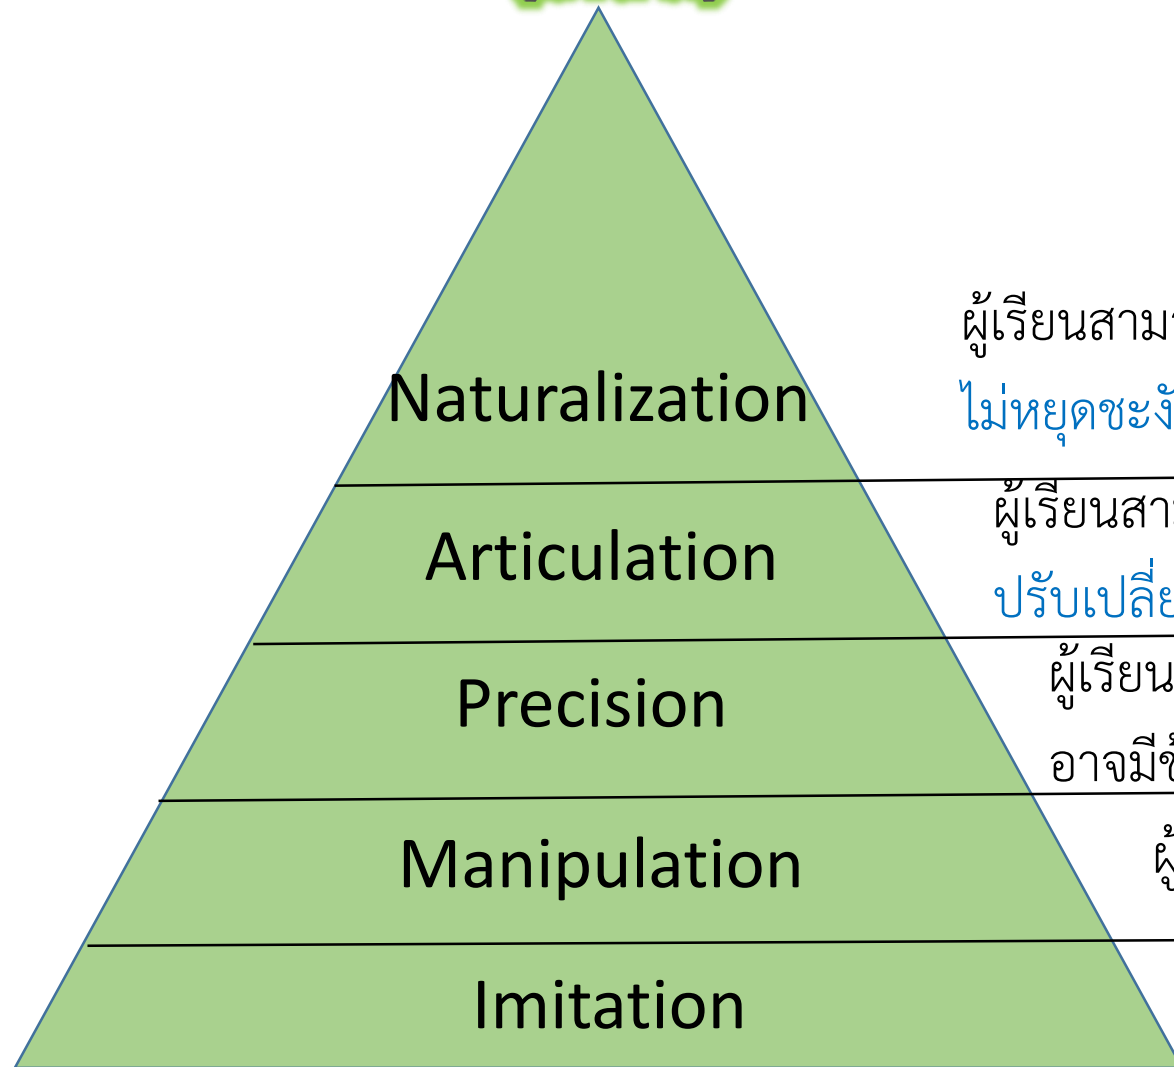 ผู้เรียนสามา
Naturalization
ไม่หยุดชะงั
ผู้เรียนสา
Articulation
ปรับเปลี่ย
ผู้เรียน
Precision
อาจมี
Manipulation
Imitation